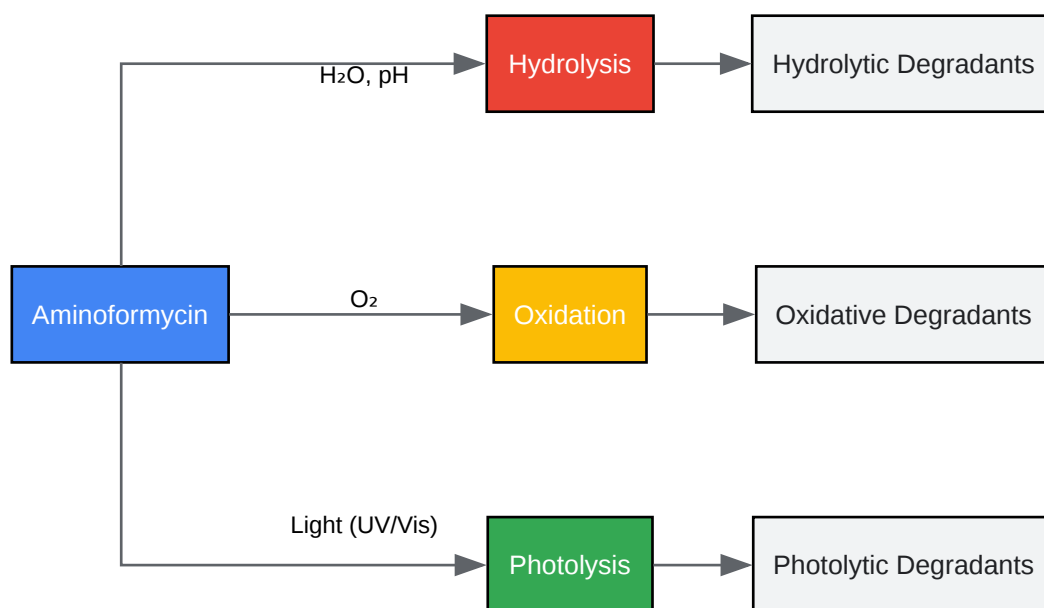 H₂O, pH
Hydrolysis
Hydrolytic Degradants
Aminoformycin
O₂
Oxidation
Oxidative Degradants
Light (UV/Vis)
Photolysis
Photolytic Degradants